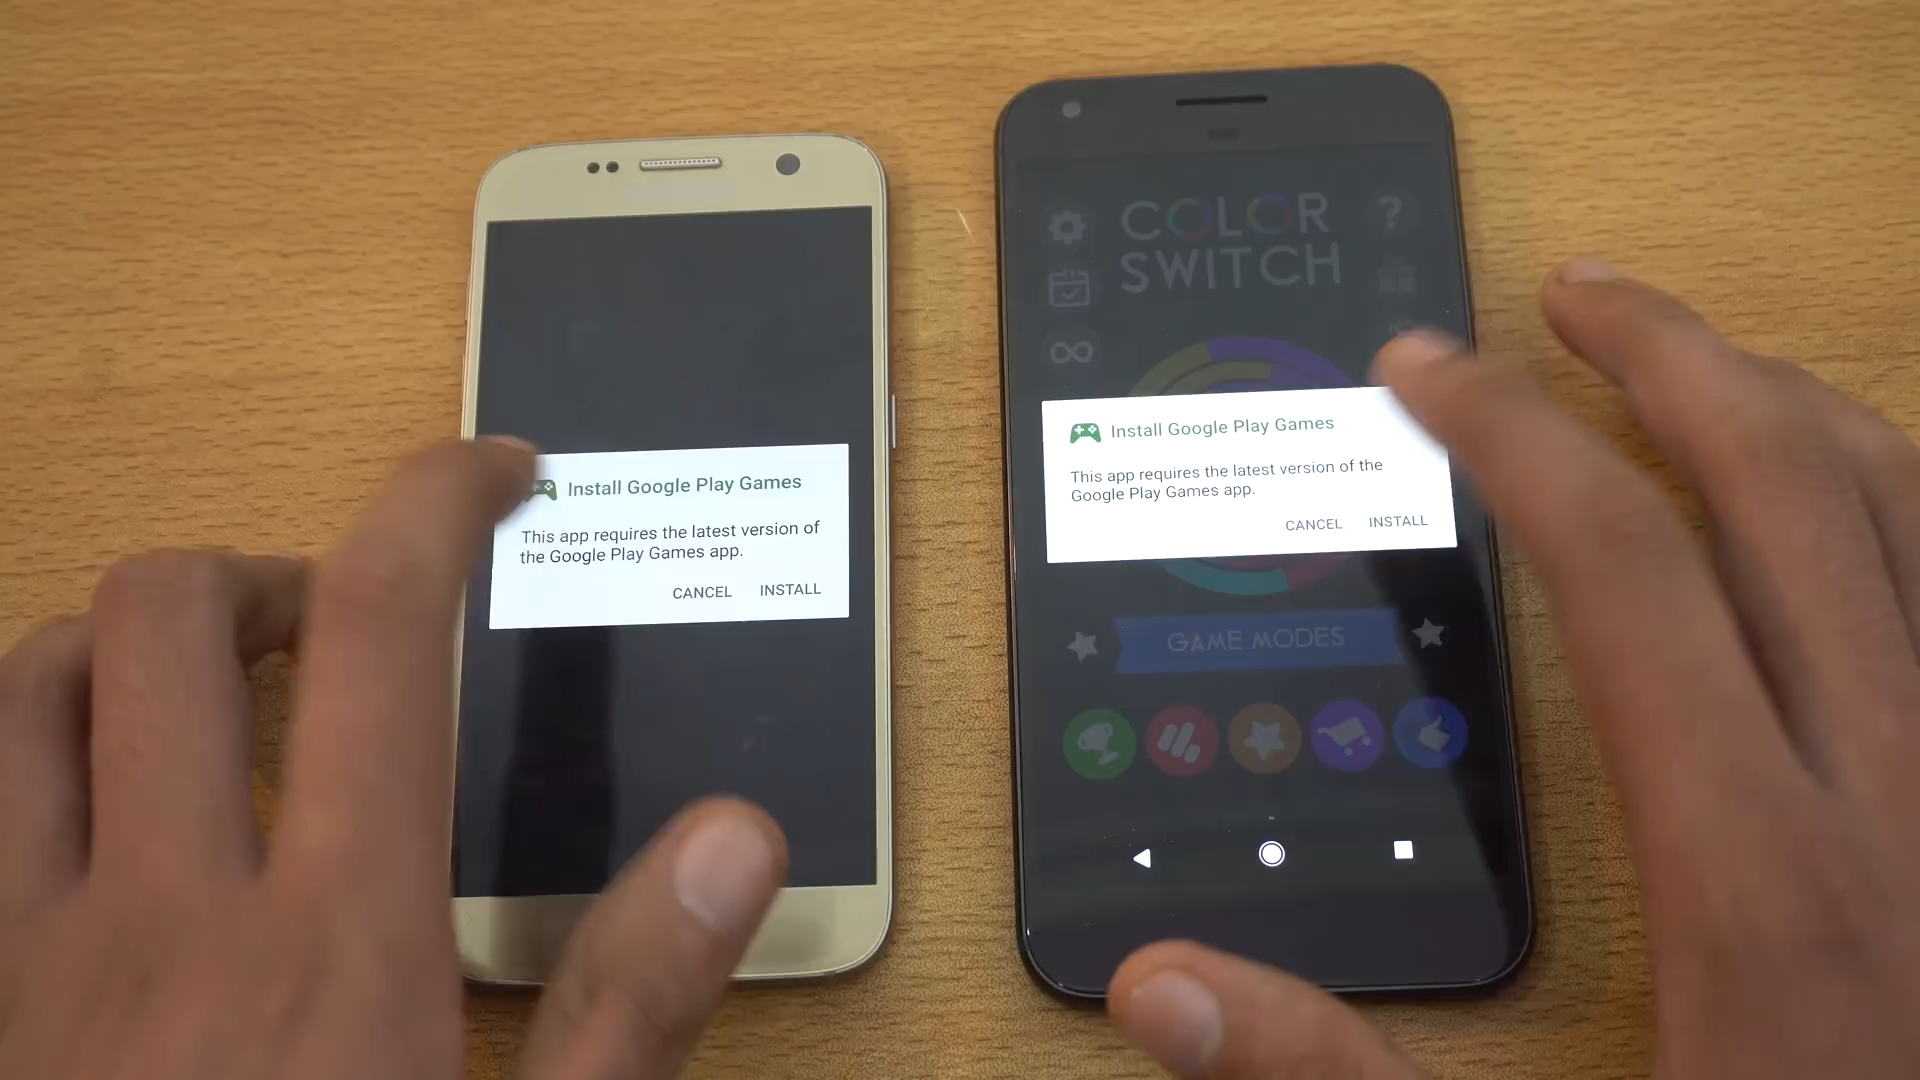 Install Google Play Games
This app requires the latest version of
the Google Play Games app.
CANCEL INSTALL
COLOR
SWITCH
Install Google Play Games
This app requires the latest version of the
Google Play Games app.
CANCEL INSTALL
GAME MODES